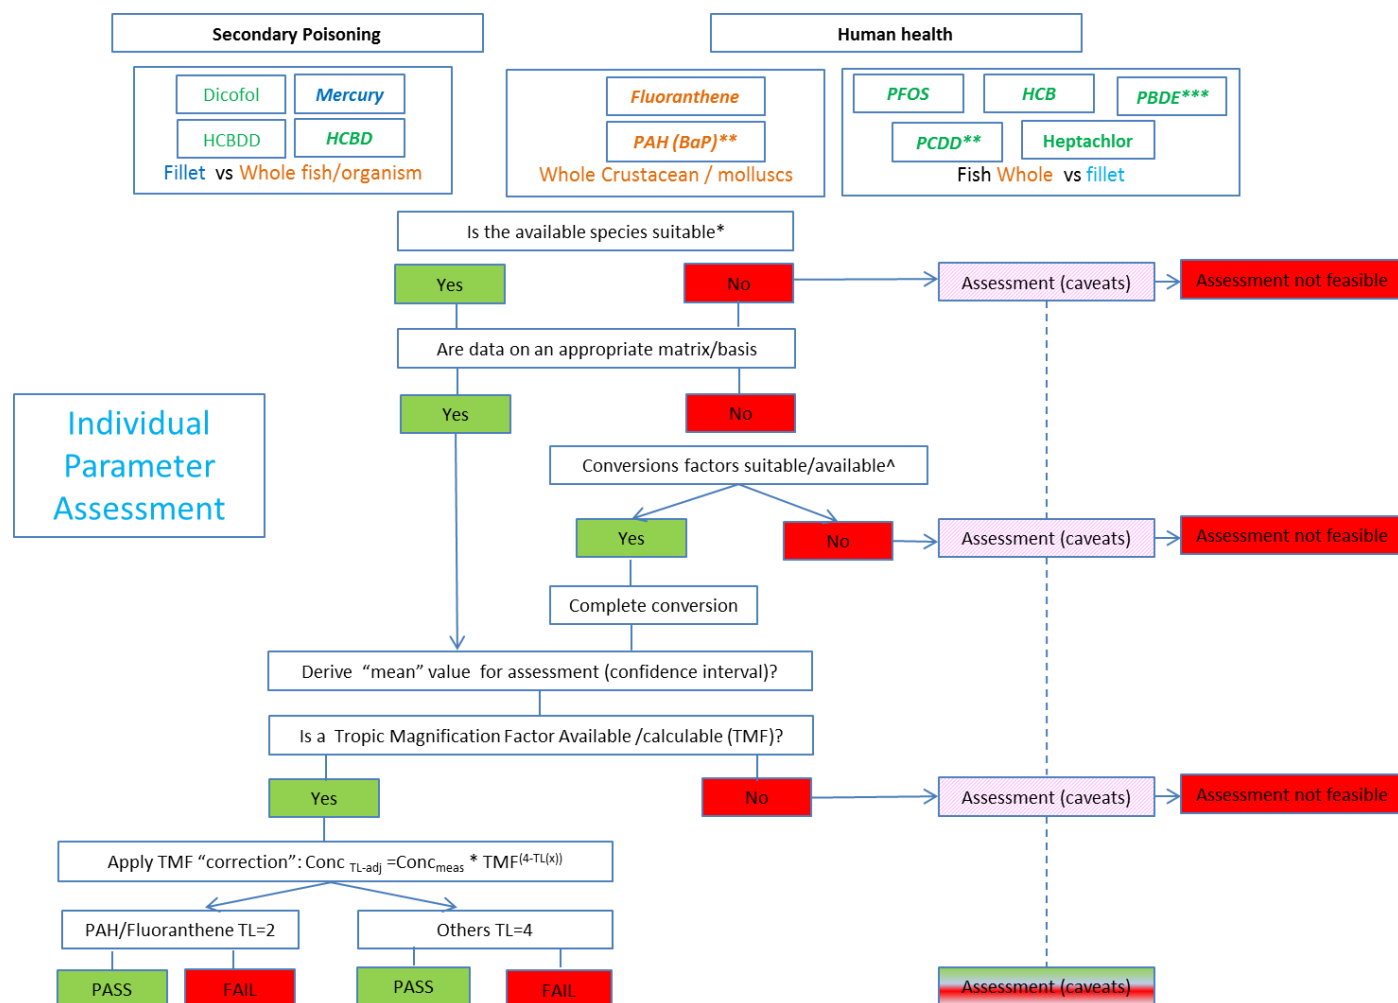 Secondary Poisoning
Human health
Dicofol
Mercury
HCBDD
HCBD
Fillet vs Whole fish/organism
Fluoranthene
PAH (BaP)**
Whole Crustacean / molluscs
PFOS
HCB
PBDE***
PCDD**
Heptachlor
Fish Whole vs fillet
Is the available species suitable*
Yes
No
Assessment (caveats)
Assessment not feasible
Are data on an appropriate matrix/basis
Yes
No
Individual
Parameter
Assessment
Conversions factors suitable/available^
Yes
No
Assessment (caveats)
Assessment not feasible
Complete conversion
Derive “mean” value for assessment (confidence interval)?
Is a Tropic Magnification Factor Available /calculable (TMF)?
Yes
No
Assessment (caveats)
Assessment not feasible
Apply TMF “correction”: Conc TL-adj =Concmeas * TMF(4-TL(x))
PAH/Fluoranthene TL=2
Others TL=4
PASS
FAIL
PASS
FAIL
Assessment (caveats)